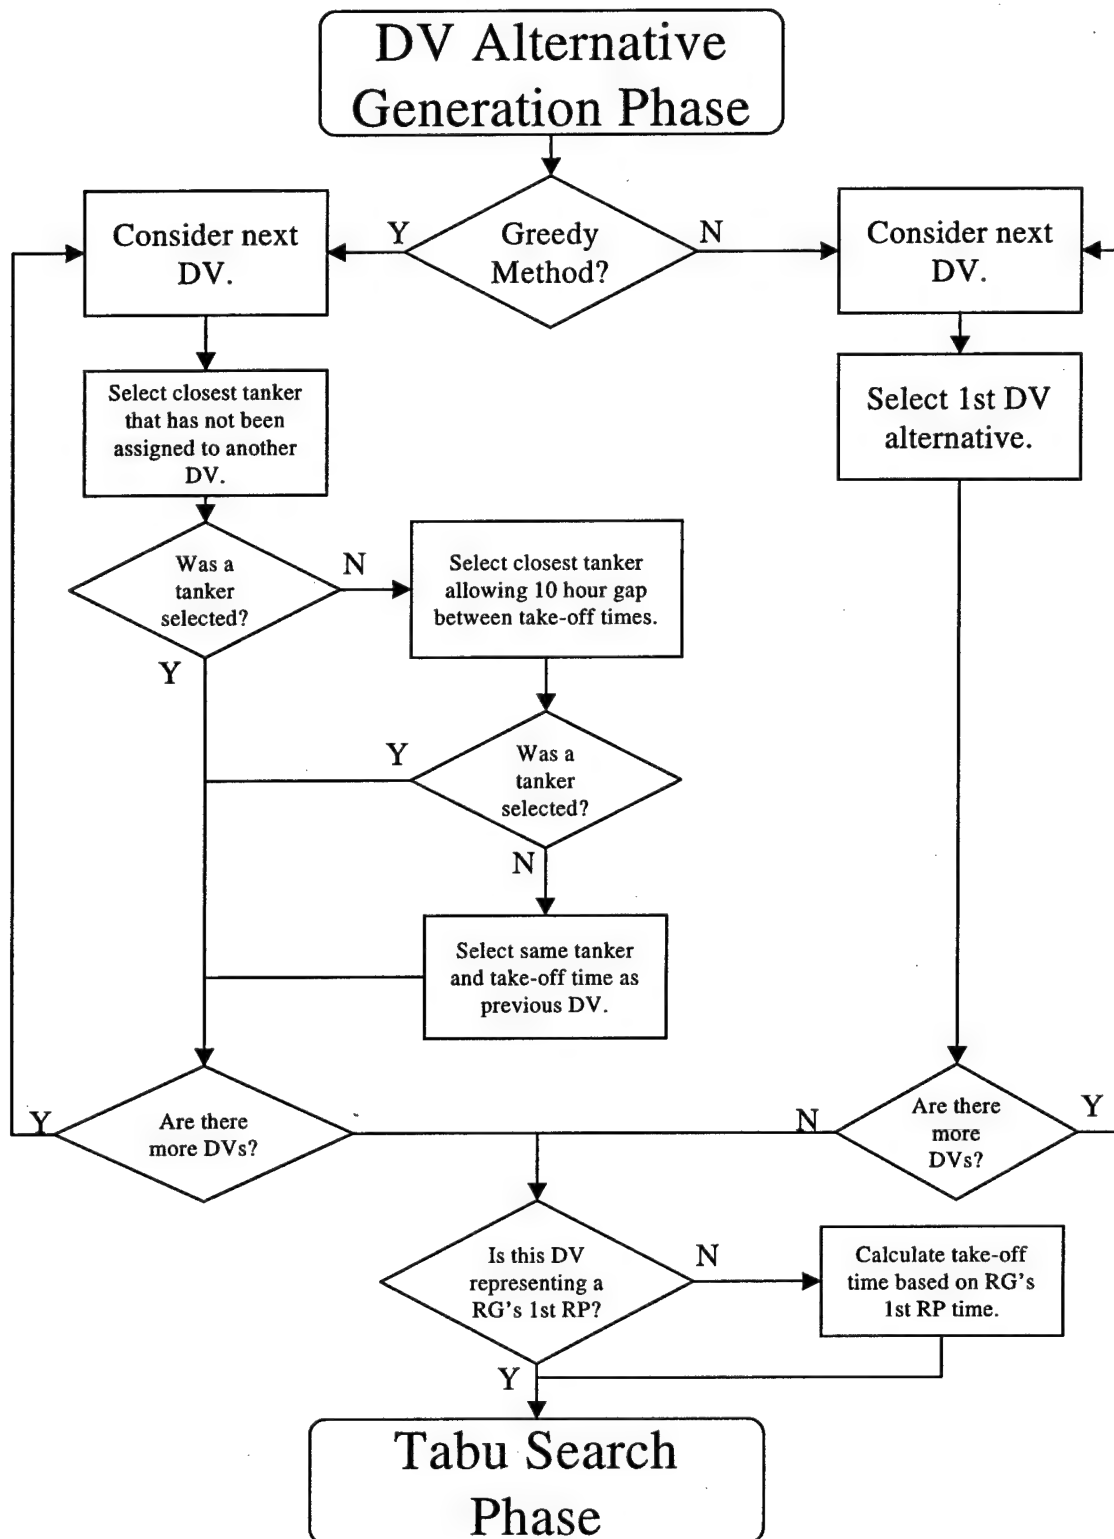 DV Alternative
Generation Phase
Greedy
Method?
Y
N
Consider next
DV.
Consider next
DV.
Select closest tanker
that has not been
assigned to another
DV.
Select 1st DV
alternative.
Was a
tanker
selected?
N
Y
Select closest tanker
allowing 10 hour gap
between take-off times.
Was a
tanker
selected?
Y
N
Select same tanker
and take-off time as
previous DV.
Are there
more DVs?
Y
Are there
more
DVs?
N
Y
Is this DV
representing a
RG's 1st RP?
N
Y
Calculate take-off
time based on RG's
1st RP time.
Tabu Search
Phase